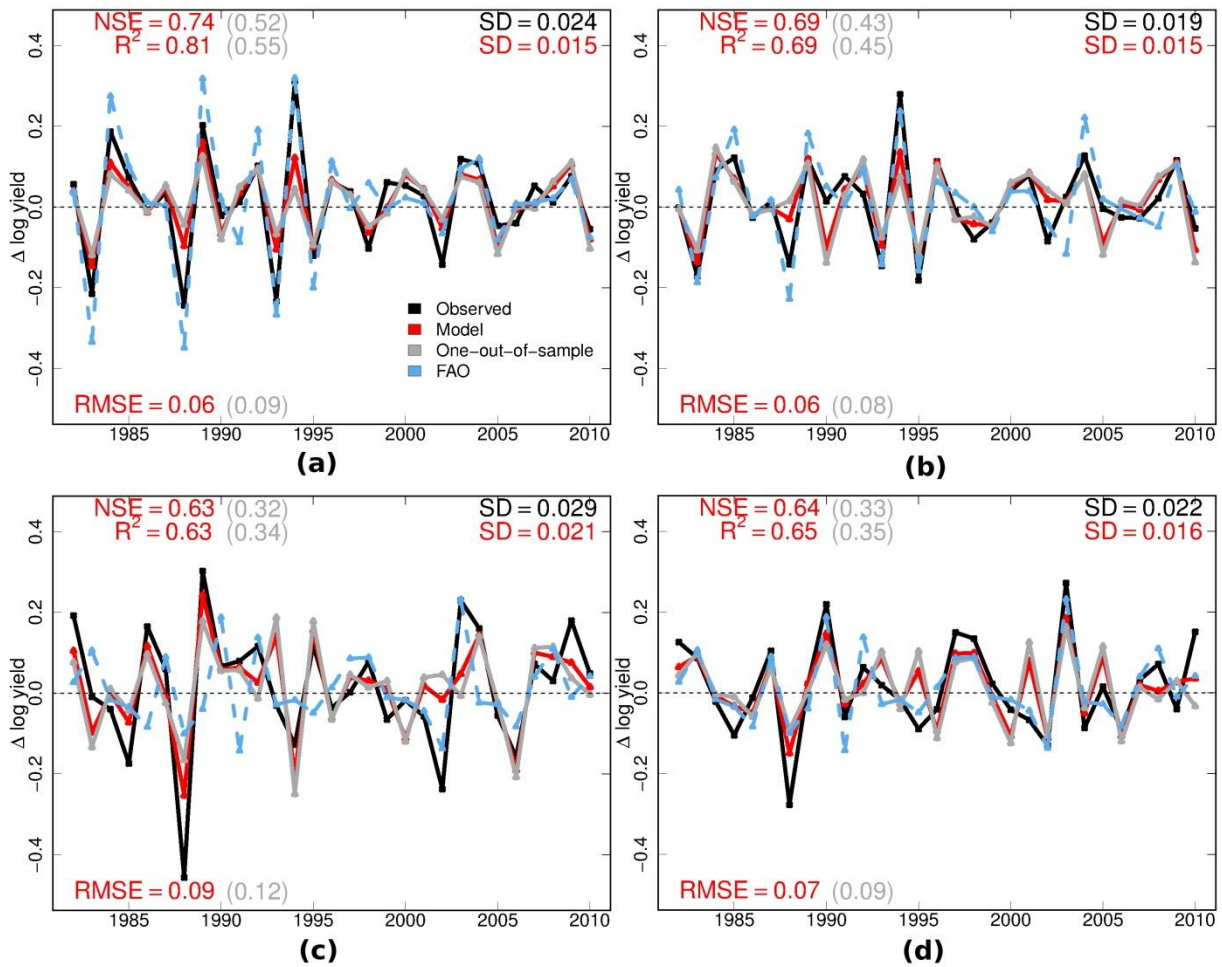 NSE = 0.74 (0.52) SD = 0.024
R² = 0.81 (0.55) SD = 0.015
0.4
0.2
0.0
−0.2
−0.4
Δ log yield
Observed
Model
One−out−of−sample
FAO
RMSE = 0.06 (0.09)
1985 1990 1995 2000 2005 2010
(a)
NSE = 0.69 (0.43) SD = 0.019
R² = 0.69 (0.45) SD = 0.015
0.4
0.2
0.0
−0.2
−0.4
Δ log yield
RMSE = 0.06 (0.08)
1985 1990 1995 2000 2005 2010
(b)
NSE = 0.63 (0.32) SD = 0.029
R² = 0.63 (0.34) SD = 0.021
0.4
0.2
0.0
−0.2
−0.4
Δ log yield
RMSE = 0.09 (0.12)
1985 1990 1995 2000 2005 2010
(c)
NSE = 0.64 (0.33) SD = 0.022
R² = 0.65 (0.35) SD = 0.016
0.4
0.2
0.0
−0.2
−0.4
Δ log yield
RMSE = 0.07 (0.09)
1985 1990 1995 2000 2005 2010
(d)